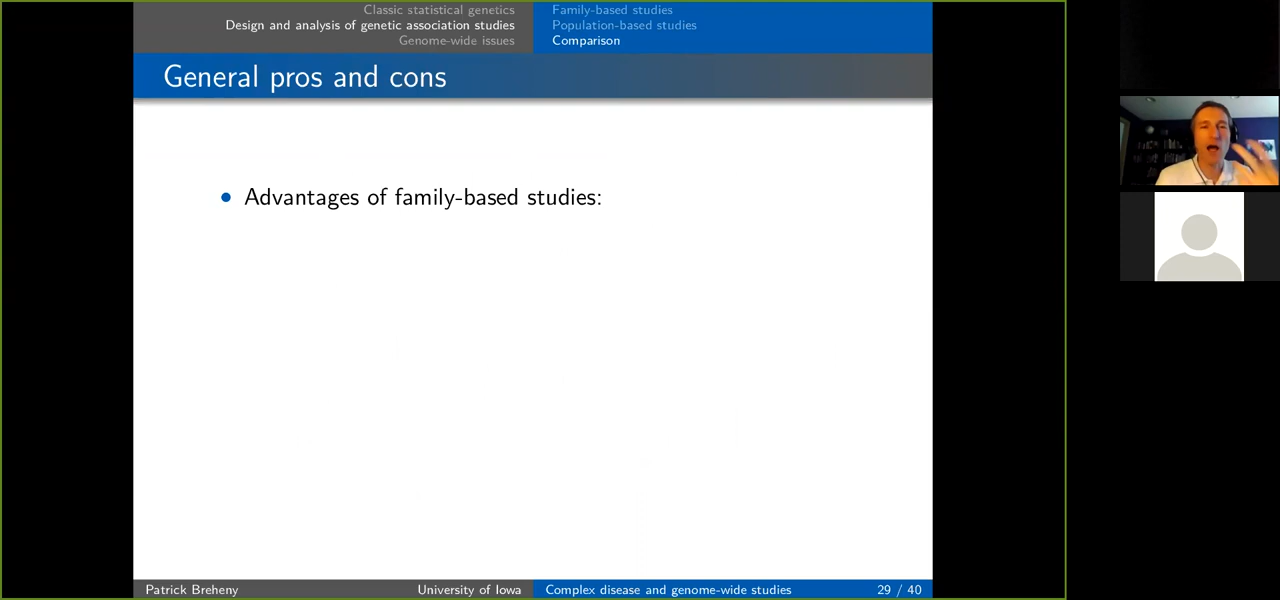 Classic statistical genetics
Design and analysis of genetic association studies
Genome-wide issues
Family-based studies
Population-based studies
Comparison
General pros and cons
Advantages of family-based studies:
Patrick Breheny
University of Iowa
Complex disease and genome-wide studies
29 / 40